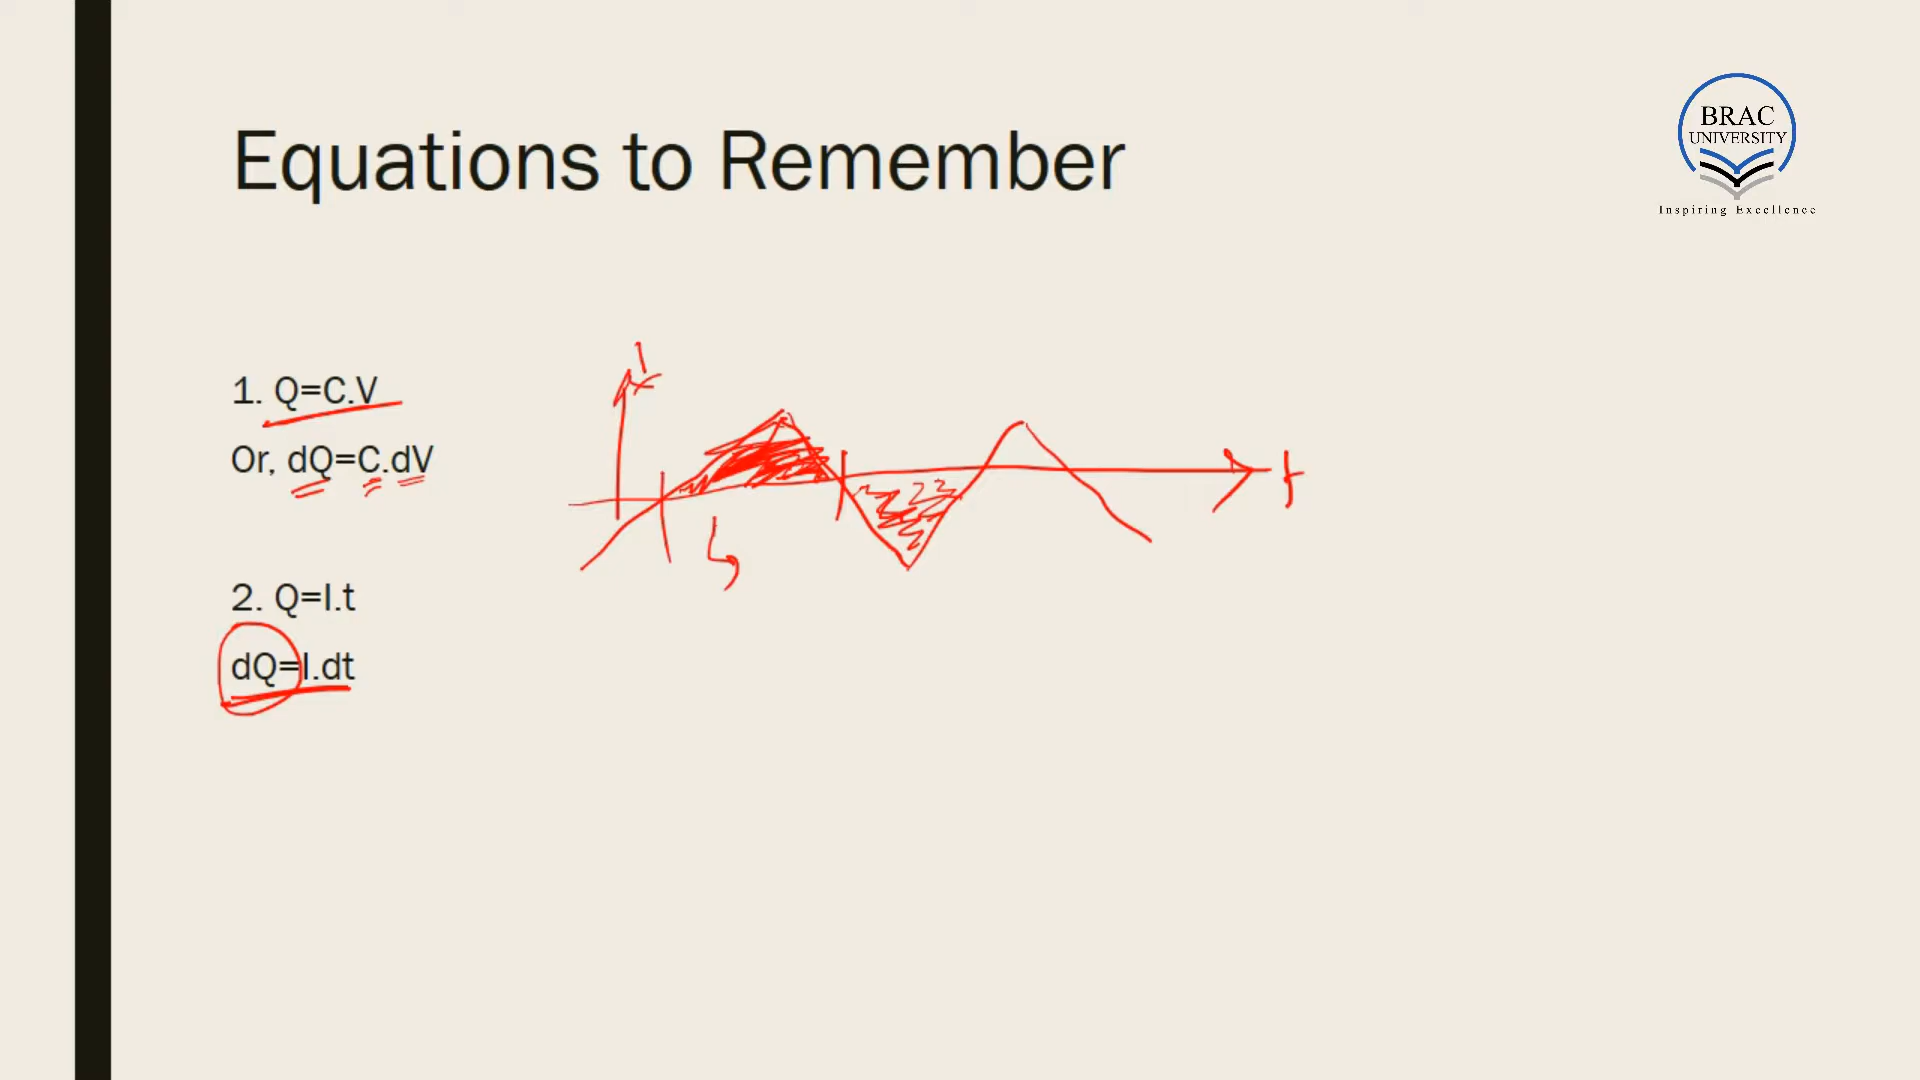 Equations to Remember
BRAC
UNIVERSITY
Inspiring Excellence
1. Q=C.V
Or, dQ=C.dV
2. Q=I.t
dQ=I.dt
t